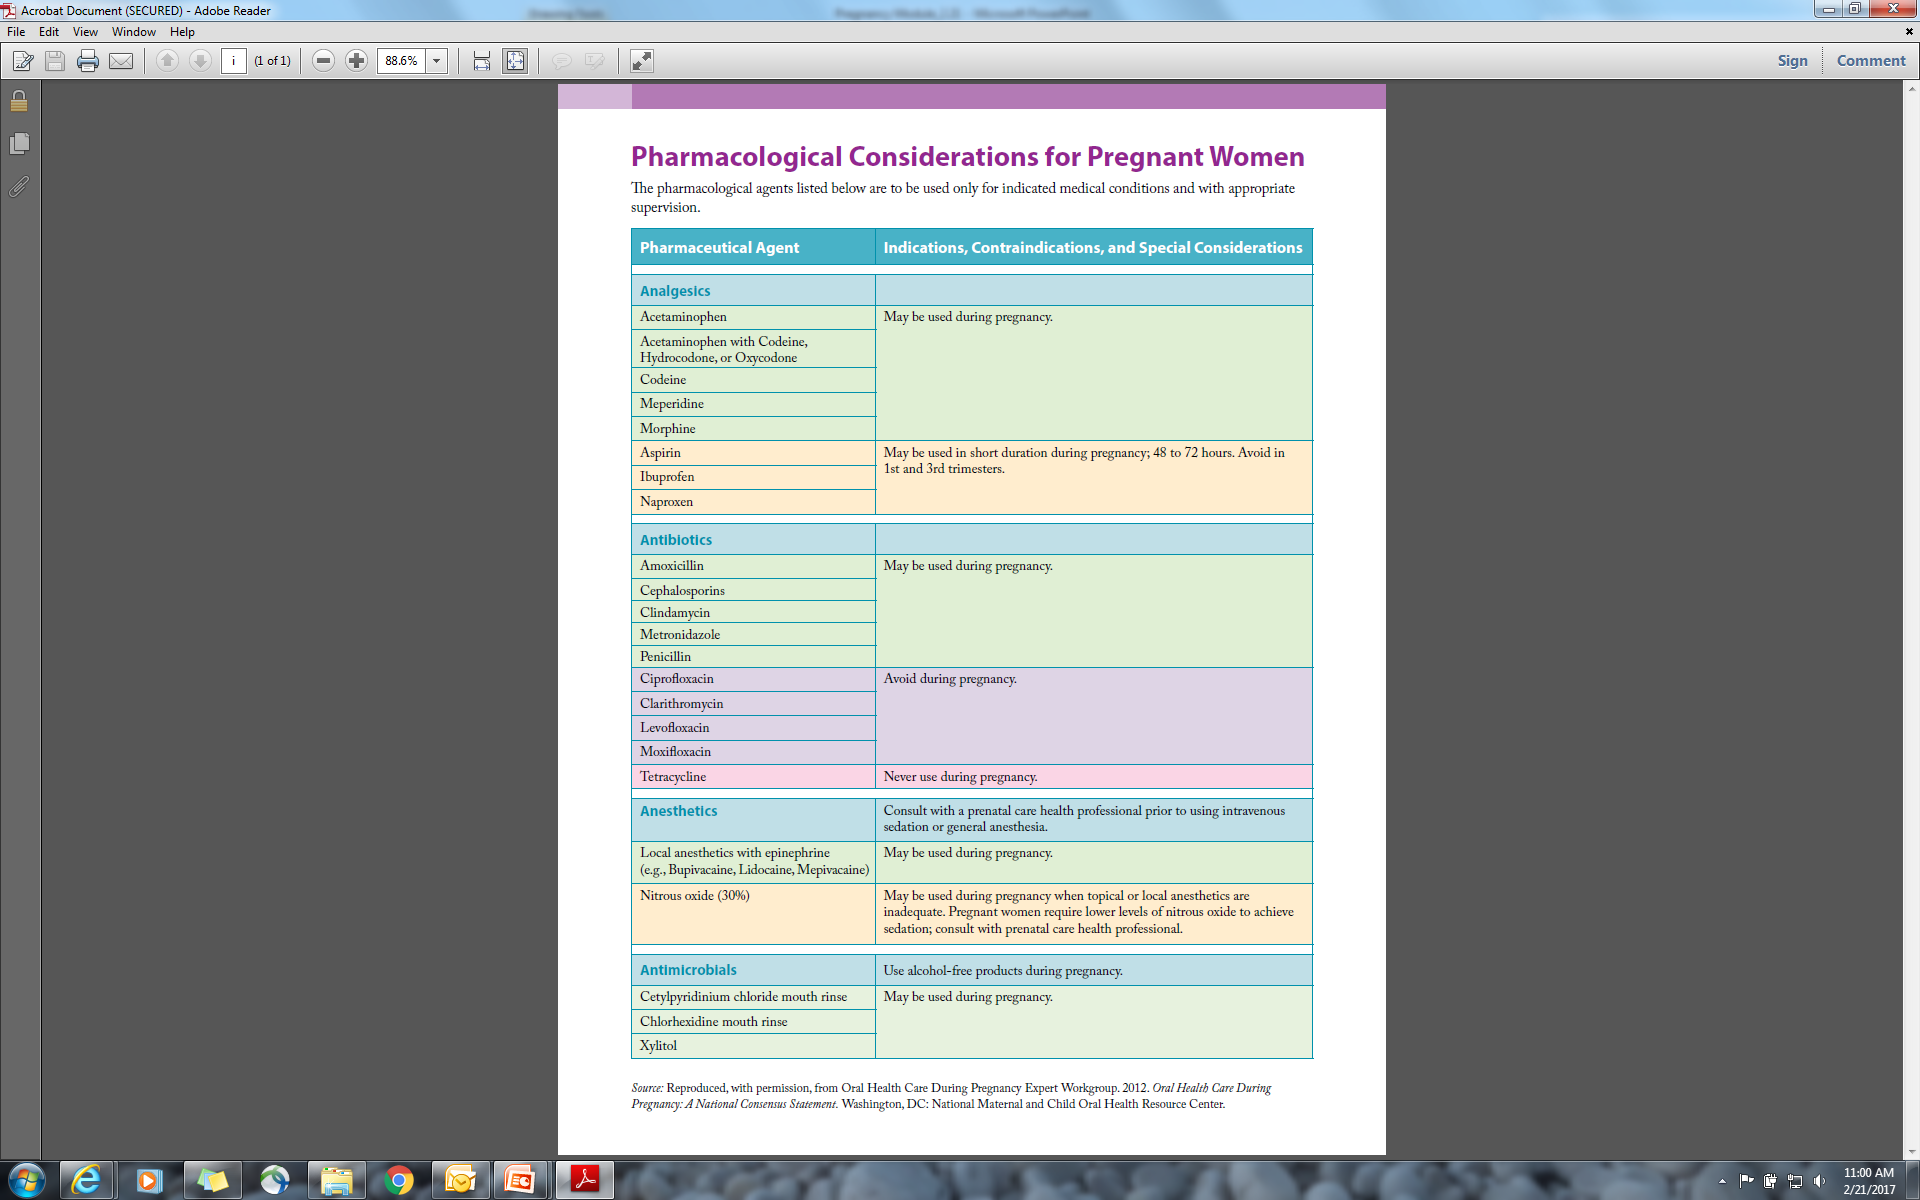 Acrobat Document (SECURED) - Adobe Reader
File Edit View Window Help
i (1 of 1) 88.6% Sign Comment
Pharmacological Considerations for Pregnant Women
The pharmacological agents listed below are to be used only for indicated medical conditions and with appropriate
supervision.
Pharmaceutical Agent Indications, Contraindications, and Special Considerations
Analgesics
Acetaminophen May be used during pregnancy.
Acetaminophen with Codeine,
Hydrocodone, or Oxycodone
Codeine
Meperidine
Morphine
Aspirin May be used in short duration during pregnancy; 48 to 72 hours. Avoid in
1st and 3rd trimesters.
Ibuprofen
Naproxen
Antibiotics
Amoxicillin May be used during pregnancy.
Cephalosporins
Clindamycin
Metronidazole
Penicillin
Ciprofloxacin Avoid during pregnancy.
Clarithromycin
Levofloxacin
Moxifloxacin
Tetracycline Never use during pregnancy.
Anesthetics Consult with a prenatal care health professional prior to using intravenous
sedation or general anesthesia.
Local anesthetics with epinephrine May be used during pregnancy.
(e.g., Bupivacaine, Lidocaine, Mepivacaine)
Nitrous oxide (30%) May be used during pregnancy when topical or local anesthetics are
inadequate. Pregnant women require lower levels of nitrous oxide to achieve
sedation; consult with prenatal care health professional.
Antimicrobials Use alcohol-free products during pregnancy.
Cetylpyridinium chloride mouth rinse May be used during pregnancy.
Chlorhexidine mouth rinse
Xylitol
Source: Reproduced, with permission, from Oral Health Care During Pregnancy Expert Workgroup. 2012. Oral Health Care During
Pregnancy: A National Consensus Statement. Washington, DC: National Maternal and Child Oral Health Resource Center.
11:00 AM
2/21/2017